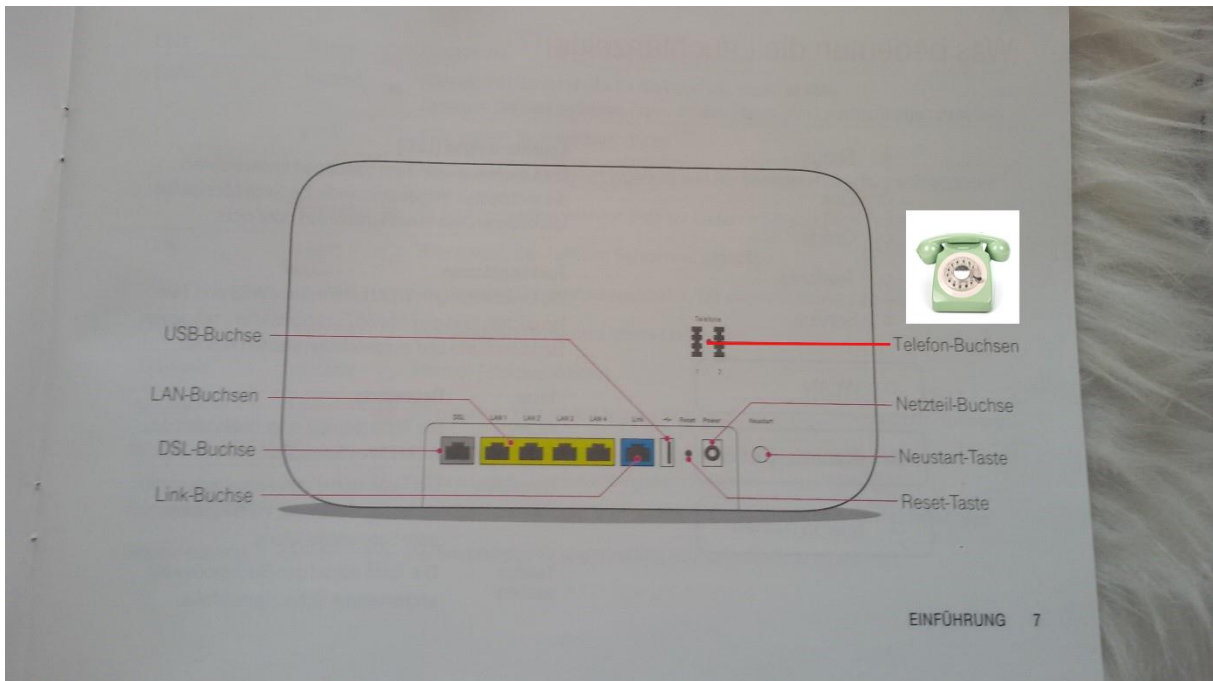 Telefone
USB-Buchse
Telefon-Buchsen
1 2
LAN-Buchsen
Netzteil-Buchse
DSL LAN 1 LAN 2 LAN 3 LAN 4 Link Reset Power Neustart
DSL-Buchse
Neustart-Taste
Link-Buchse
Reset-Taste
EINFÜHRUNG 7